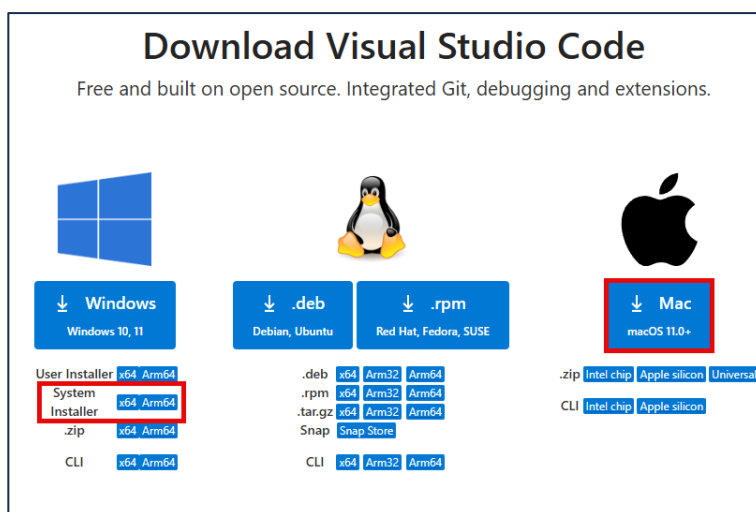 Download Visual Studio Code
Free and built on open source. Integrated Git, debugging and extensions.
Windows
Windows 10, 11
User Installer x64 Arm64
System
Installer x64 Arm64
.zip x64 Arm64
CLI x64 Arm64
.deb
Debian, Ubuntu
.rpm
Red Hat, Fedora, SUSE
.deb x64 Arm32 Arm64
.rpm x64 Arm32 Arm64
.tar.gz x64 Arm32 Arm64
Snap Snap Store
CLI x64 Arm32 Arm64
Mac
macOS 11.0+
.zip Intel chip Apple silicon Universal
CLI Intel chip Apple silicon